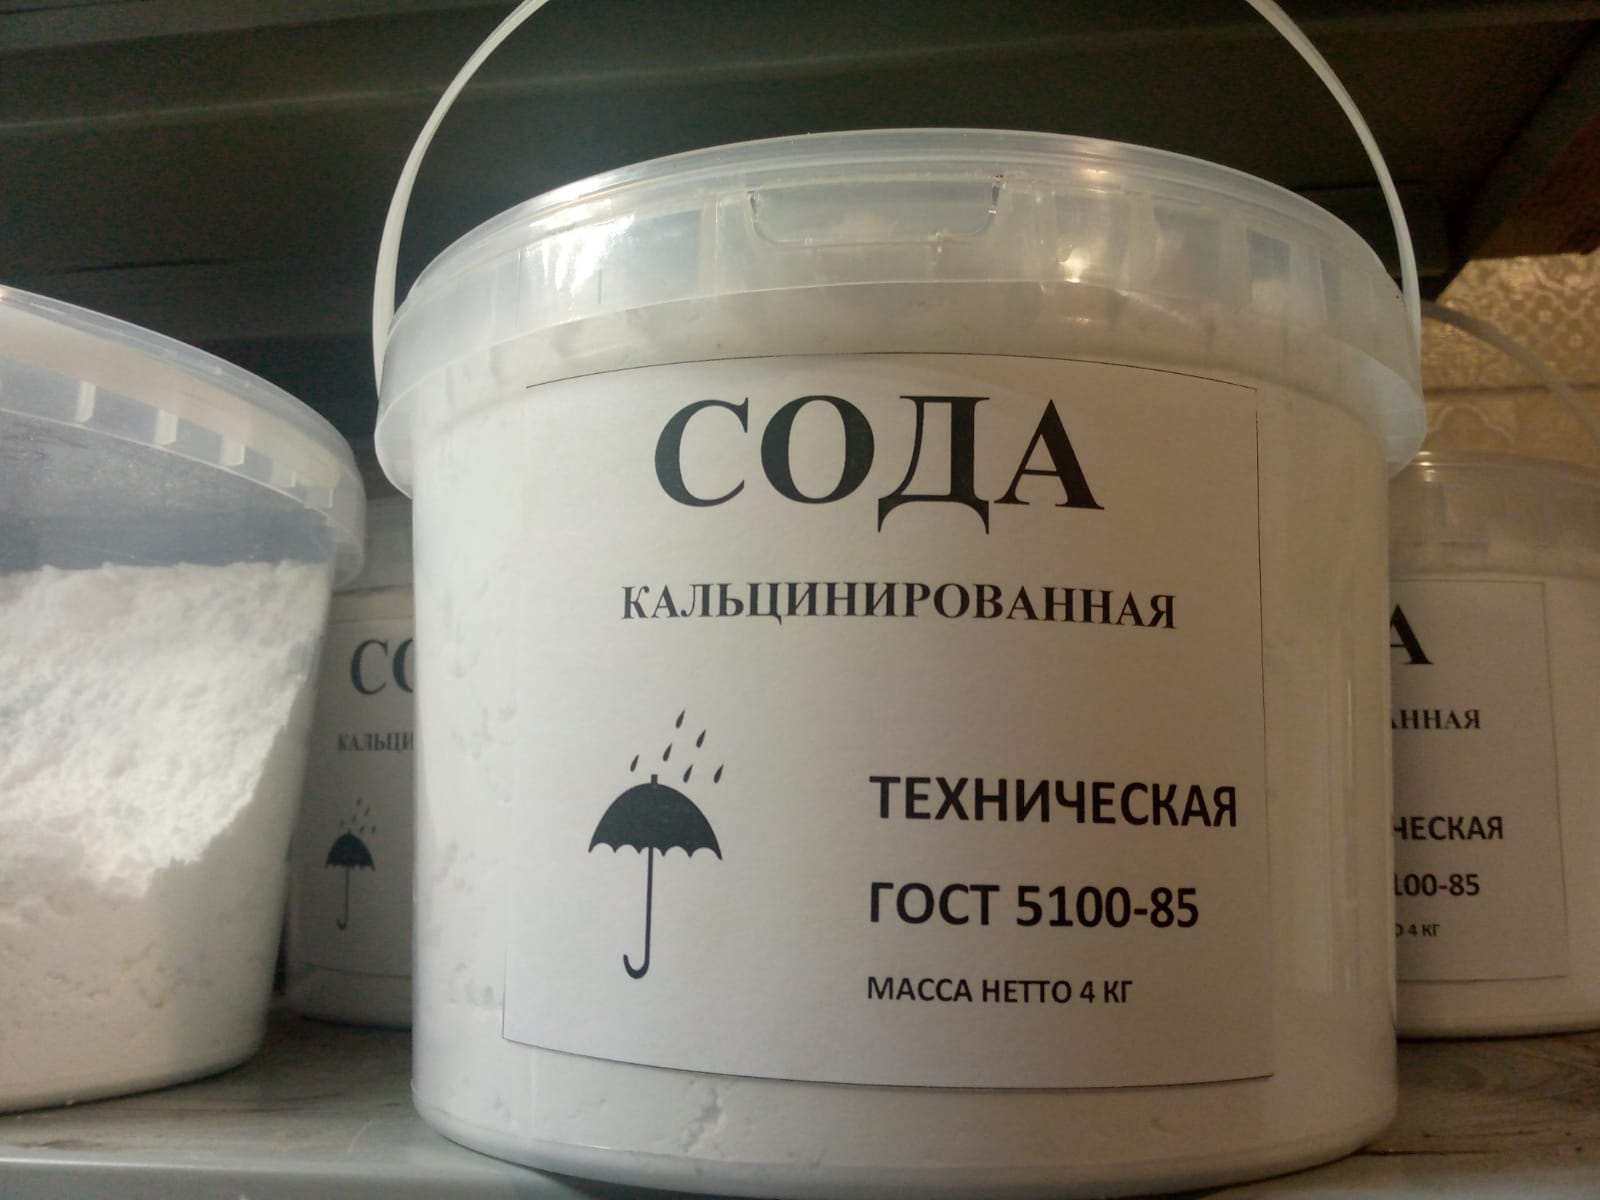 СОДА
КАЛЬЦИНИРОВАННАЯ
ТЕХНИЧЕСКАЯ
ГОСТ 5100-85
МАССА НЕТТО 4 КГ